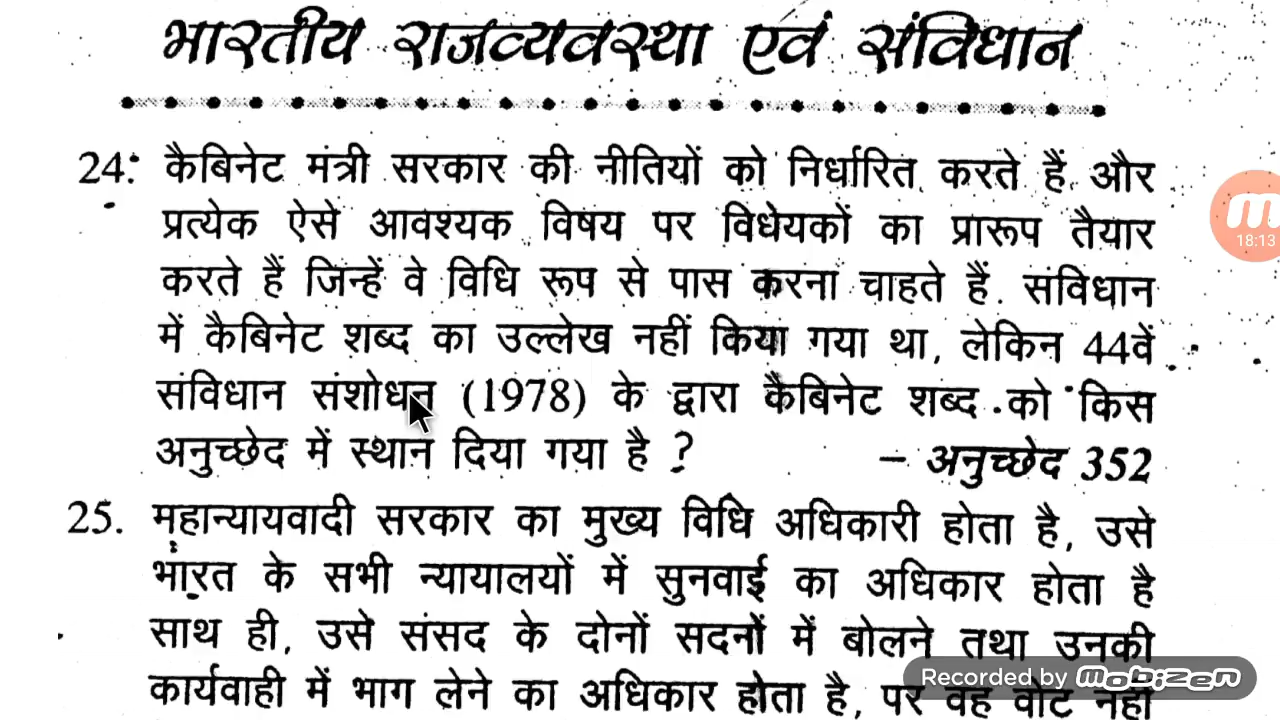 भारतीय राजव्यवस्था एवं संविधान
24. कैबिनेट मंत्री सरकार की नीतियों को निर्धारित करते हैं और
प्रत्येक ऐसे आवश्यक विषय पर विधेयकों का प्रारूप तैयार
करते हैं जिन्हें वे विधि रूप से पास करना चाहते हैं. संविधान
में कैबिनेट शब्द का उल्लेख नहीं किया गया था, लेकिन 44वें
संविधान संशोधन (1978) के द्वारा कैबिनेट शब्द को किस
अनुच्छेद में स्थान दिया गया है ? – अनुच्छेद 352
25. महान्यायवादी सरकार का मुख्य विधि अधिकारी होता है, उसे
भारत के सभी न्यायालयों में सुनवाई का अधिकार होता है
साथ ही, उसे संसद के दोनों सदनों में बोलने तथा उनकी
कार्यवाही में भाग लेने का अधिकार होता है, पर वह वोट नहीं
18:13
Recorded by mobizen